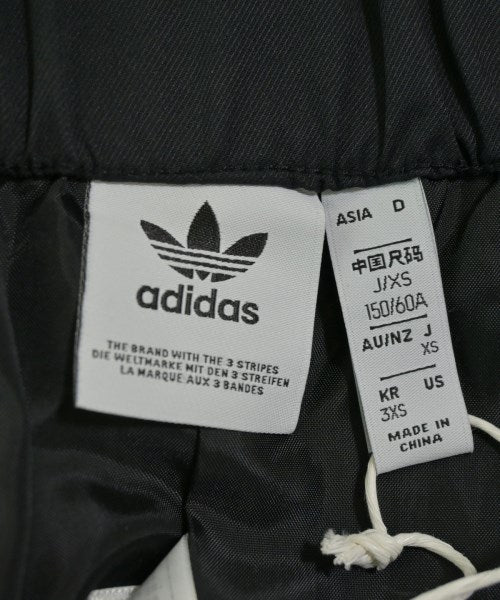 adidas
THE BRAND WITH THE 3 STRIPES
DIE WELTMARKE MIT DEN 3 STREIFEN
LA MARQUE AUX 3 BANDES
ASIA D
中国尺码
J/XS
150/60A
AU/NZ J
XS
KR US
3XS
MADE IN
CHINA